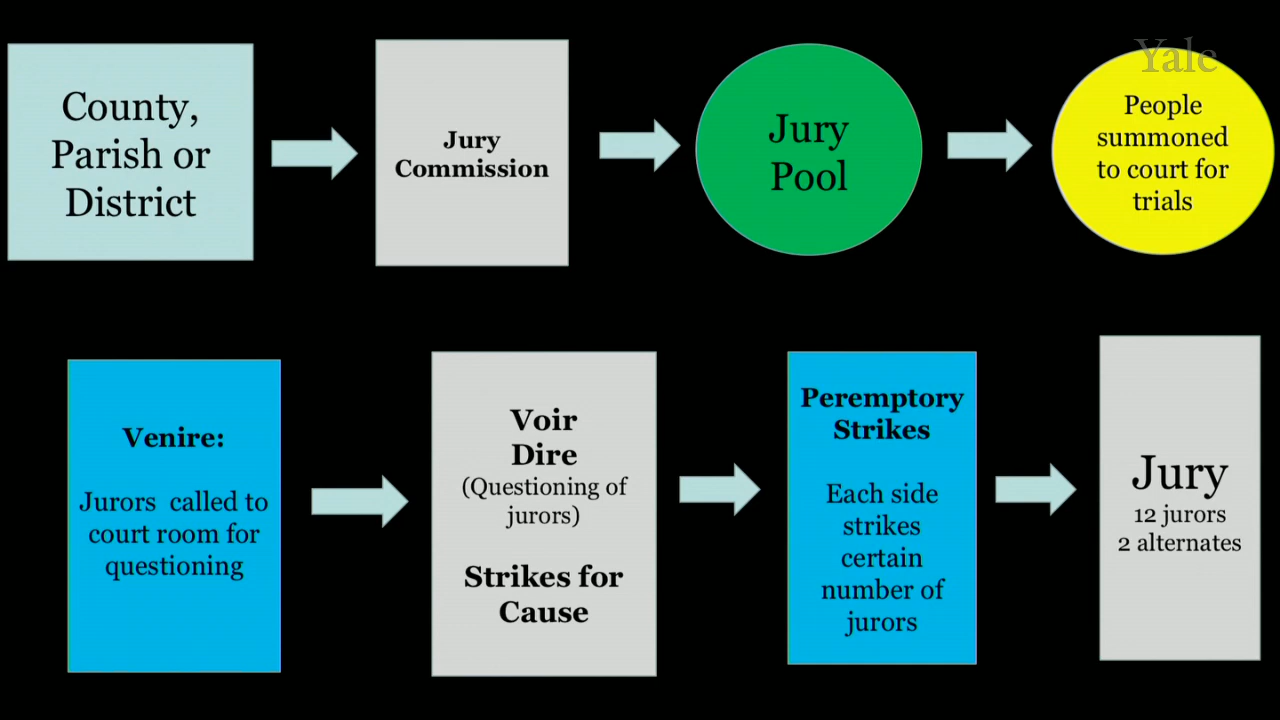 Yale
County,
Parish or
District
Jury
Commission
Jury
Pool
People
summoned
to court for
trials
Venire:
Jurors called to
court room for
questioning
Voir
Dire
(Questioning of
jurors)
Strikes for
Cause
Peremptory
Strikes
Each side
strikes
certain
number of
jurors
Jury
12 jurors
2 alternates